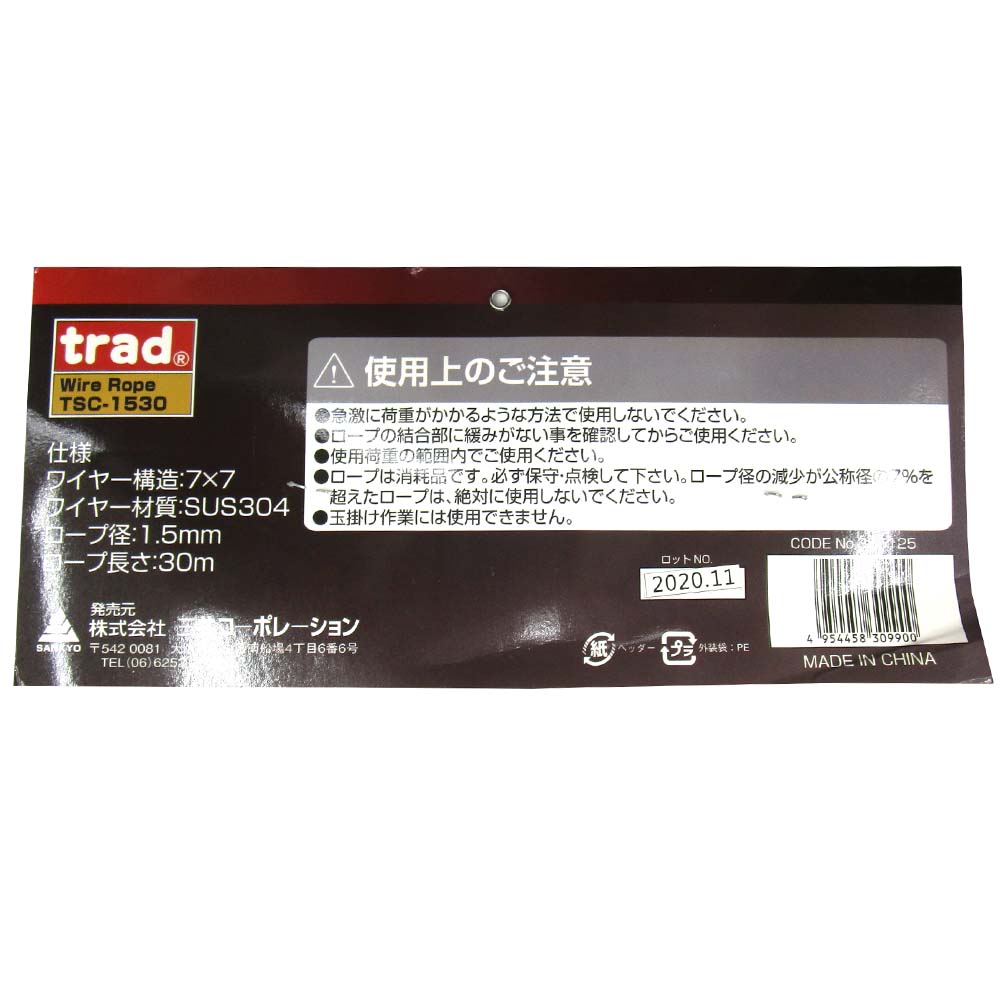 trad®
Wire Rope
TSC-1530
仕様
ワイヤー構造:7×7
ワイヤー材質:SUS304
ロープ径:1.5mm
ロープ長さ:30m
発売元
株式会社 コーポレーション
SANKYO
〒542 0081 南船場4丁目6番6号
TEL(06)
使用上のご注意
●急激に荷重がかかるような方法で使用しないでください。
●ロープの結合部に緩みがない事を確認してからご使用ください。
●使用荷重の範囲内でご使用ください。
●ロープは消耗品です。必ず保守・点検して下さい。ロープ径の減少が公称径の7%を
超えたロープは、絶対に使用しないでください。
●玉掛け作業には使用できません。
CODE No.
ロットNO.
2020.11
4 954458 309900
紙 ヘッダー プラ 外装袋:PE
MADE IN CHINA